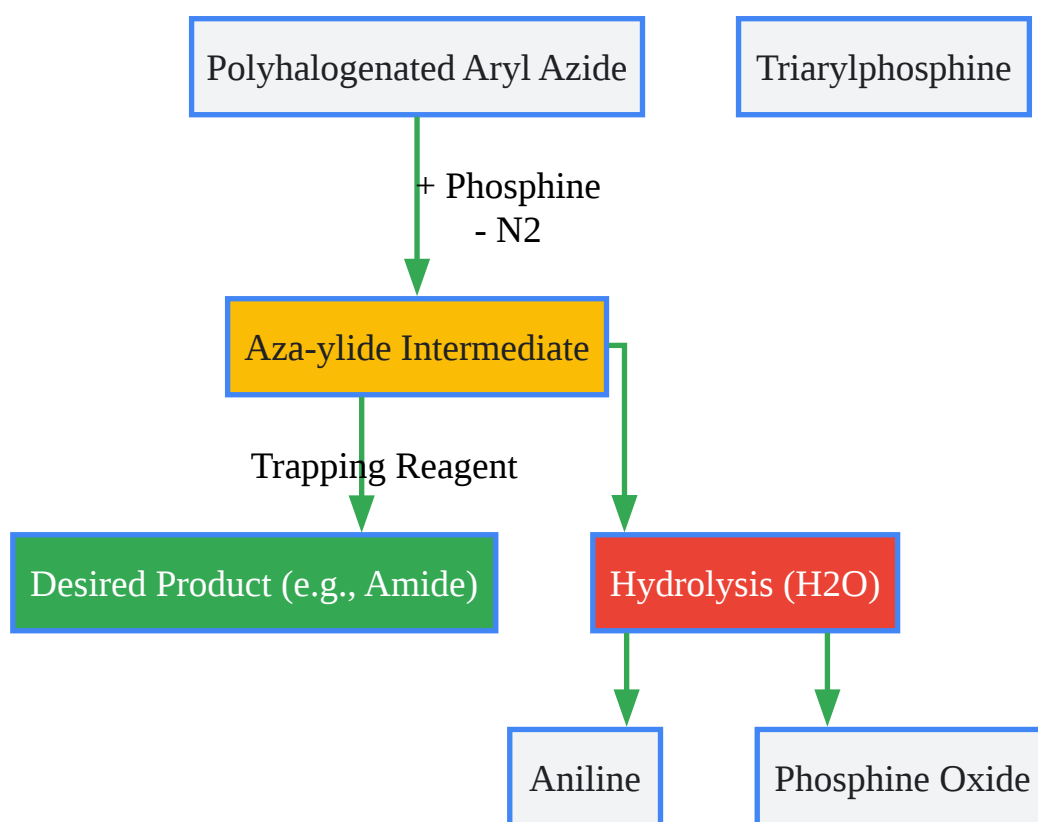 Polyhalogenated Aryl Azide
Triarylphosphine
+ Phosphine
- N2
Aza-ylide Intermediate
Trapping Reagent
Desired Product (e.g., Amide)
Hydrolysis (H2O)
Aniline
Phosphine Oxide